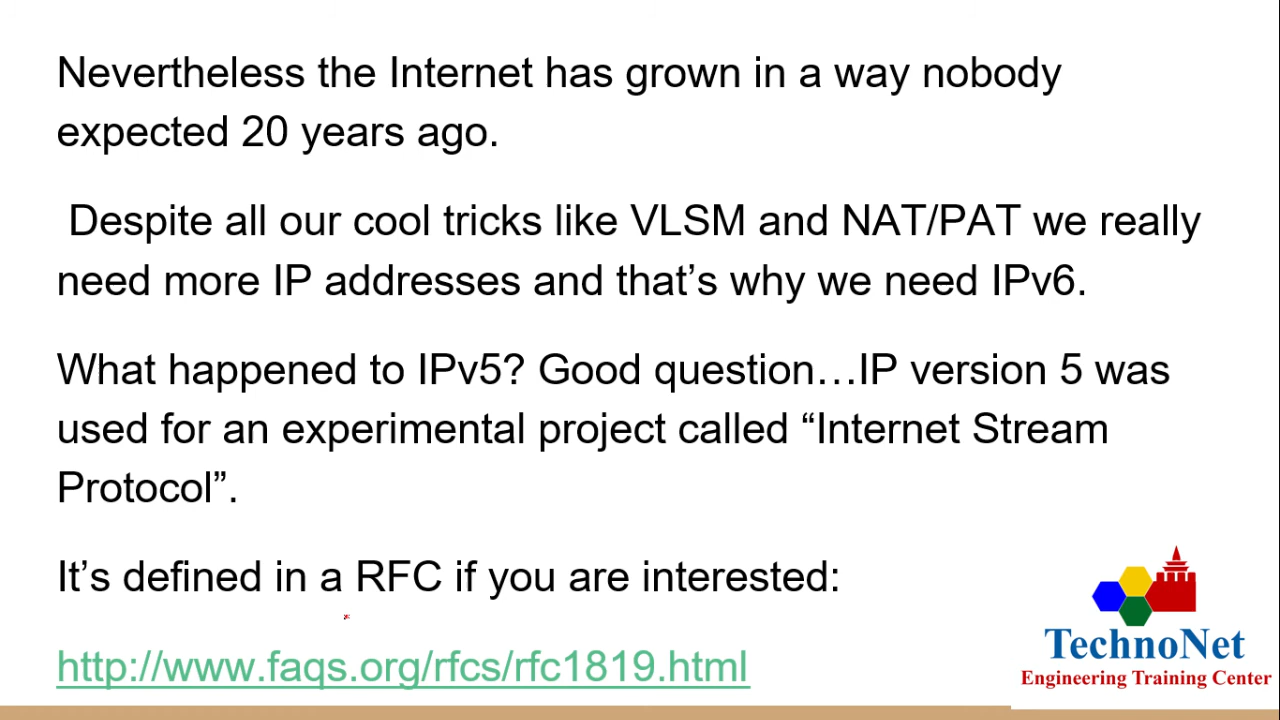 Nevertheless the Internet has grown in a way nobody
expected 20 years ago.
Despite all our cool tricks like VLSM and NAT/PAT we really
need more IP addresses and that’s why we need IPv6.
What happened to IPv5? Good question…IP version 5 was
used for an experimental project called “Internet Stream
Protocol”.
It’s defined in a RFC if you are interested:
http://www.faqs.org/rfcs/rfc1819.html
TechnoNet
Engineering Training Center